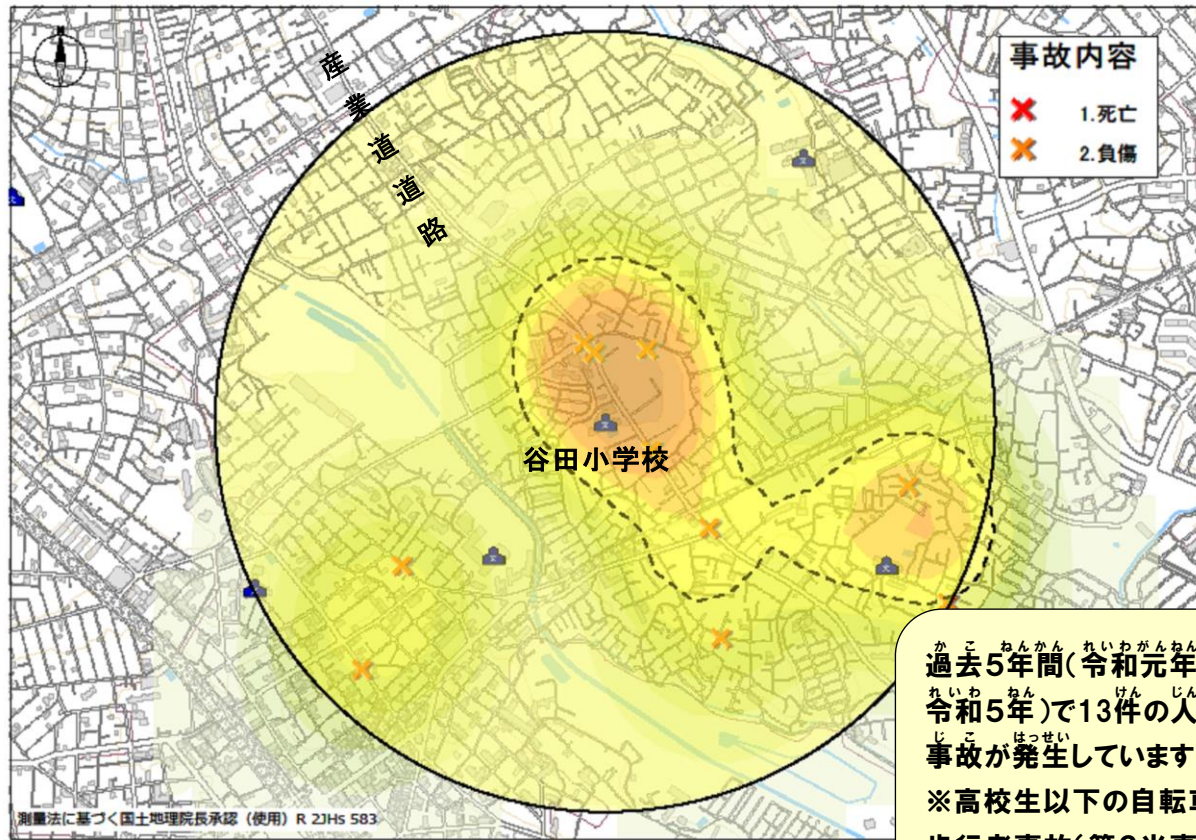 産業道道路
事故内容
1.死亡
2.負傷
谷田小学校
過去5年間(令和元年
令和5年)で13件の人
事故が発生しています
※高校生以下の自転
測量法に基づく国土地理院長承認(使用)R 2JHs 583